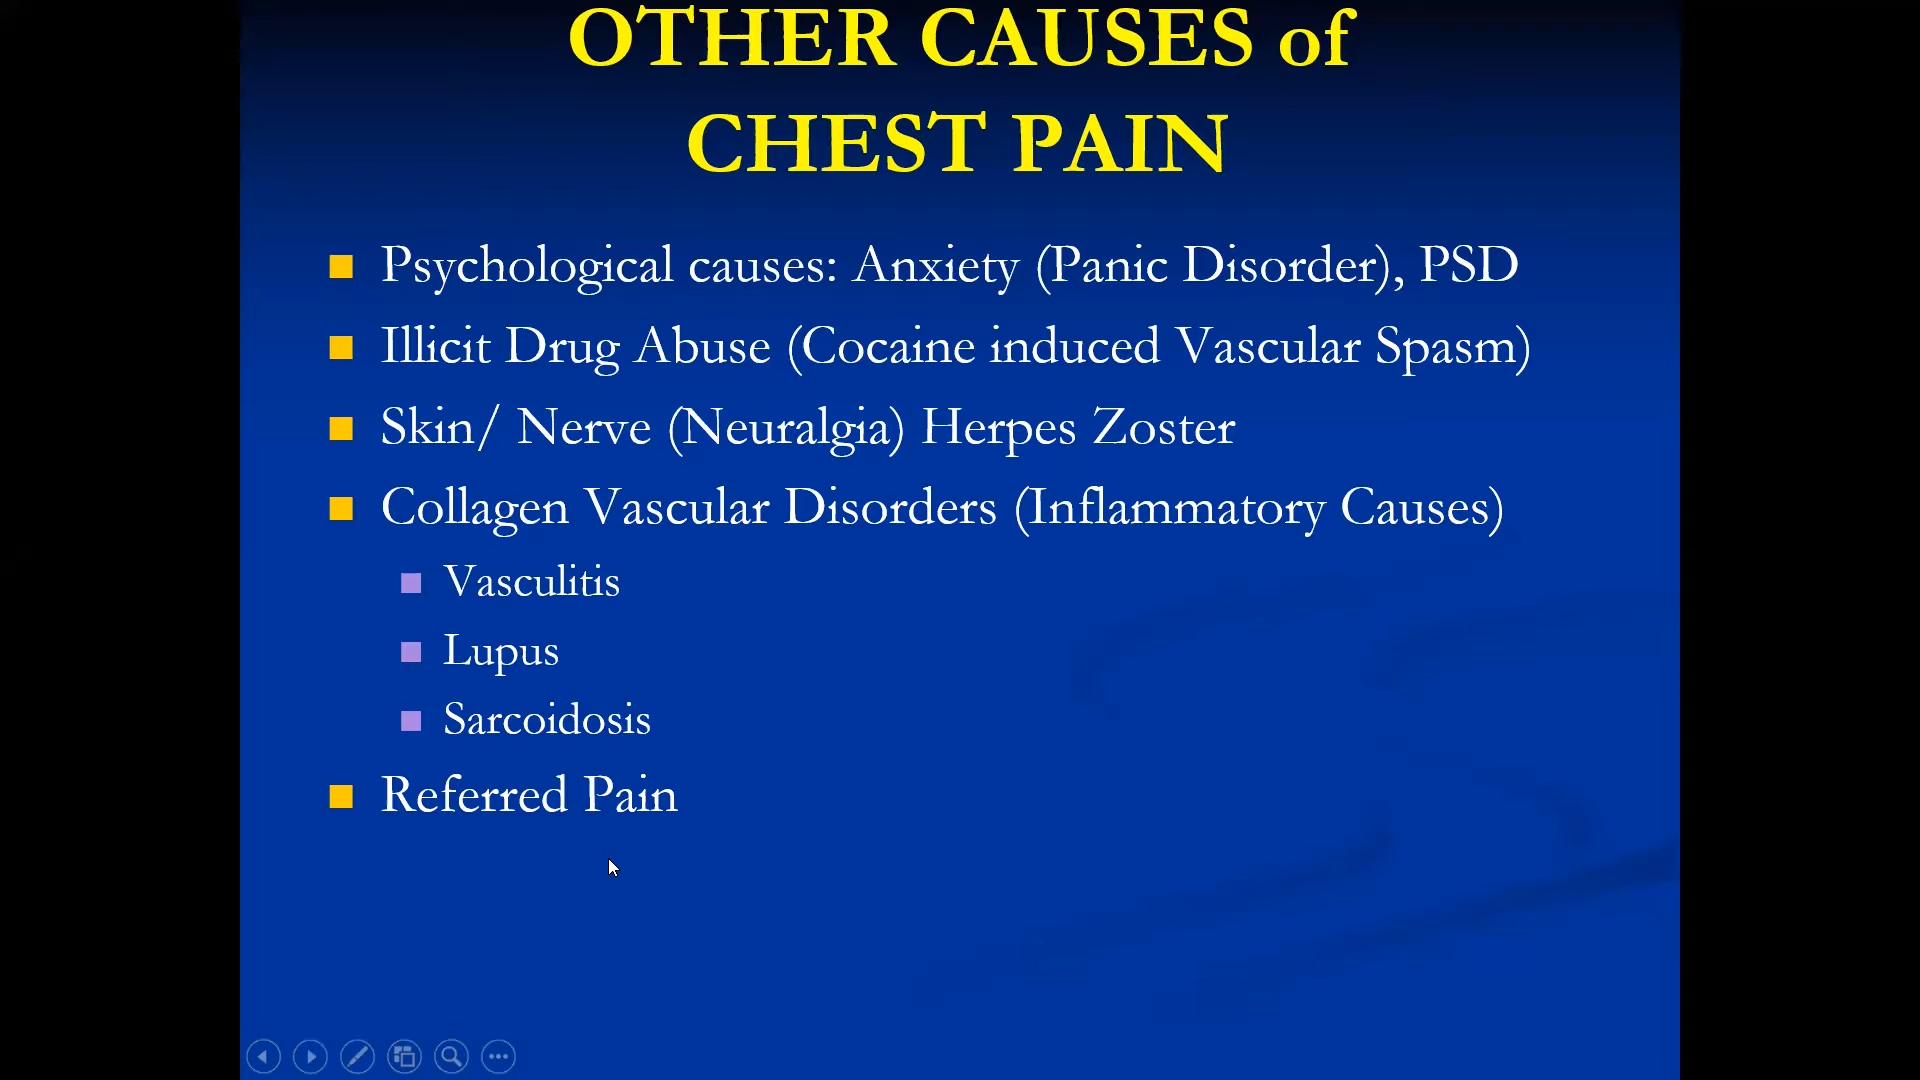 OTHER CAUSES of
CHEST PAIN
Psychological causes: Anxiety (Panic Disorder), PSD
Illicit Drug Abuse (Cocaine induced Vascular Spasm)
Skin/ Nerve (Neuralgia) Herpes Zoster
Collagen Vascular Disorders (Inflammatory Causes)
Vasculitis
Lupus
Sarcoidosis
Referred Pain